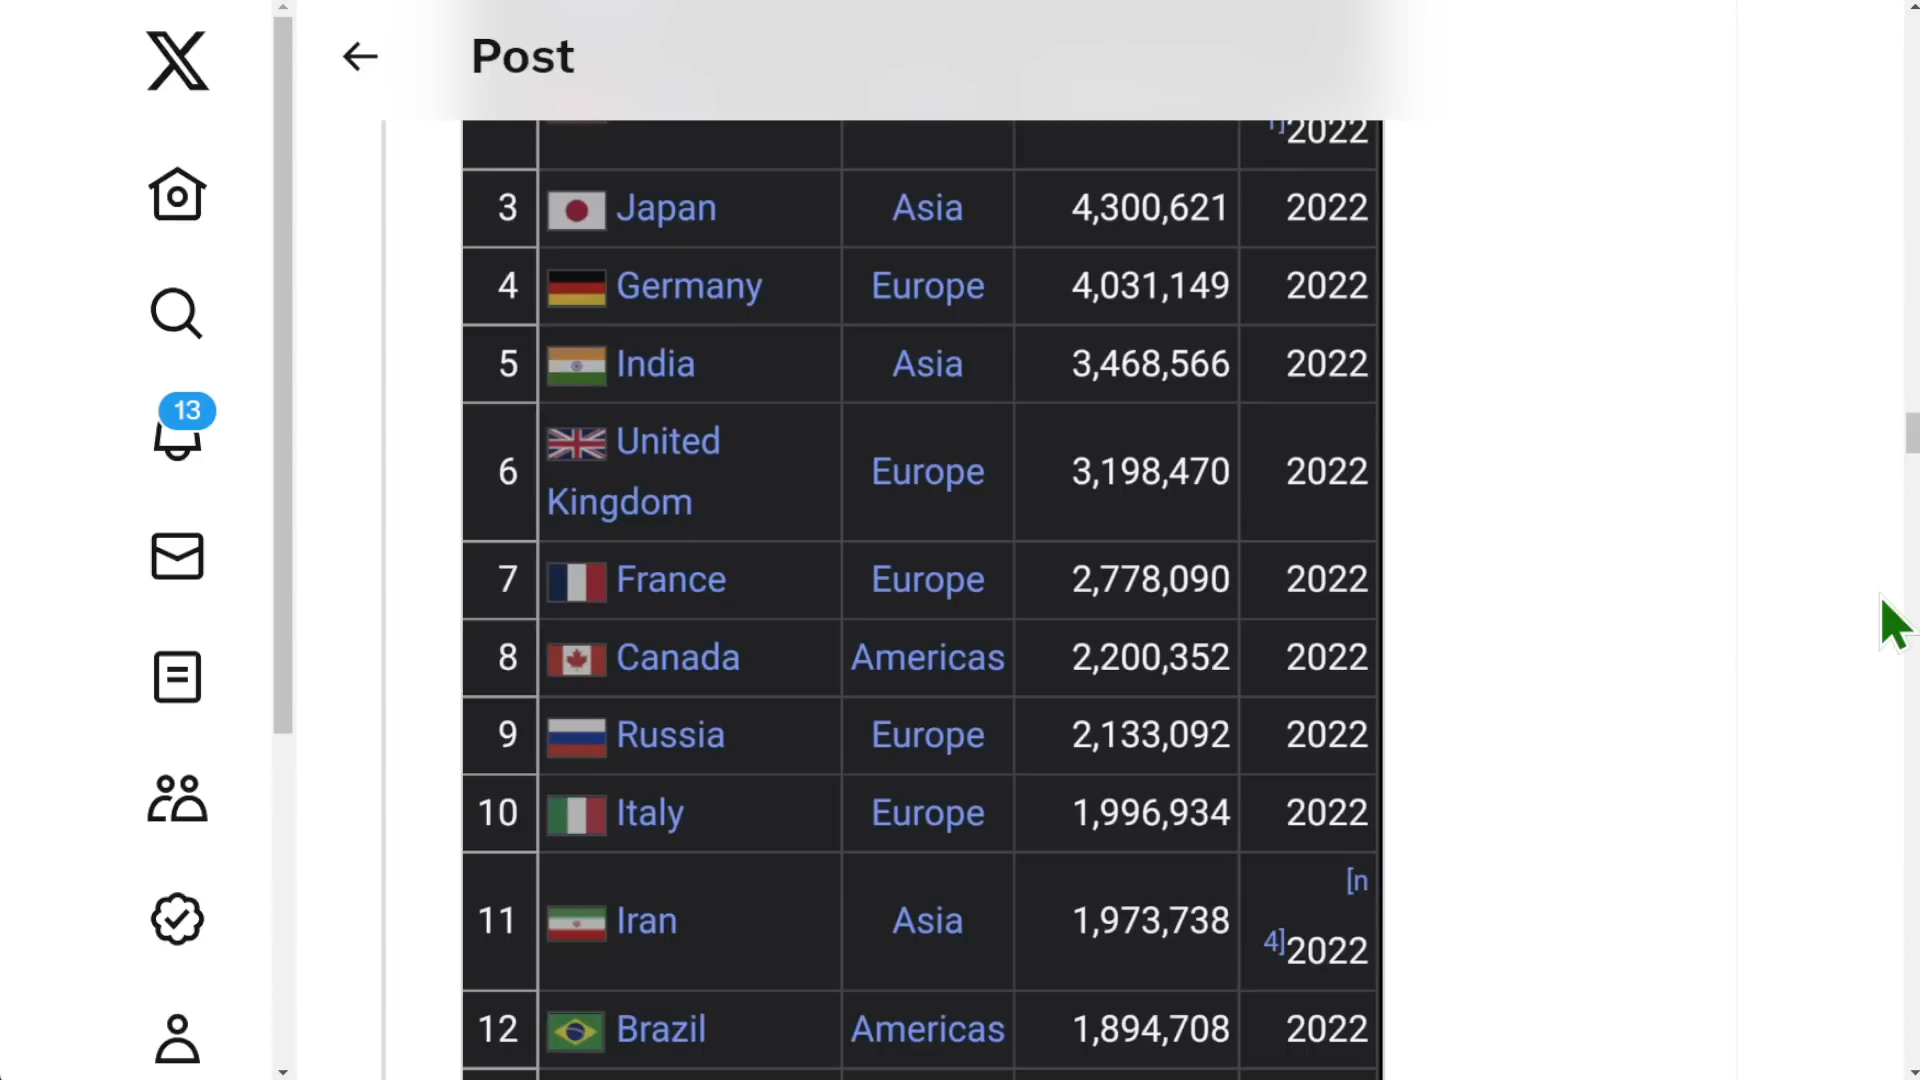 Post
2022
3 Japan Asia 4,300,621 2022
4 Germany Europe 4,031,149 2022
5 India Asia 3,468,566 2022
6 United Kingdom Europe 3,198,470 2022
7 France Europe 2,778,090 2022
8 Canada Americas 2,200,352 2022
9 Russia Europe 2,133,092 2022
10 Italy Europe 1,996,934 2022
11 Iran Asia 1,973,738 [n 4]2022
12 Brazil Americas 1,894,708 2022
13